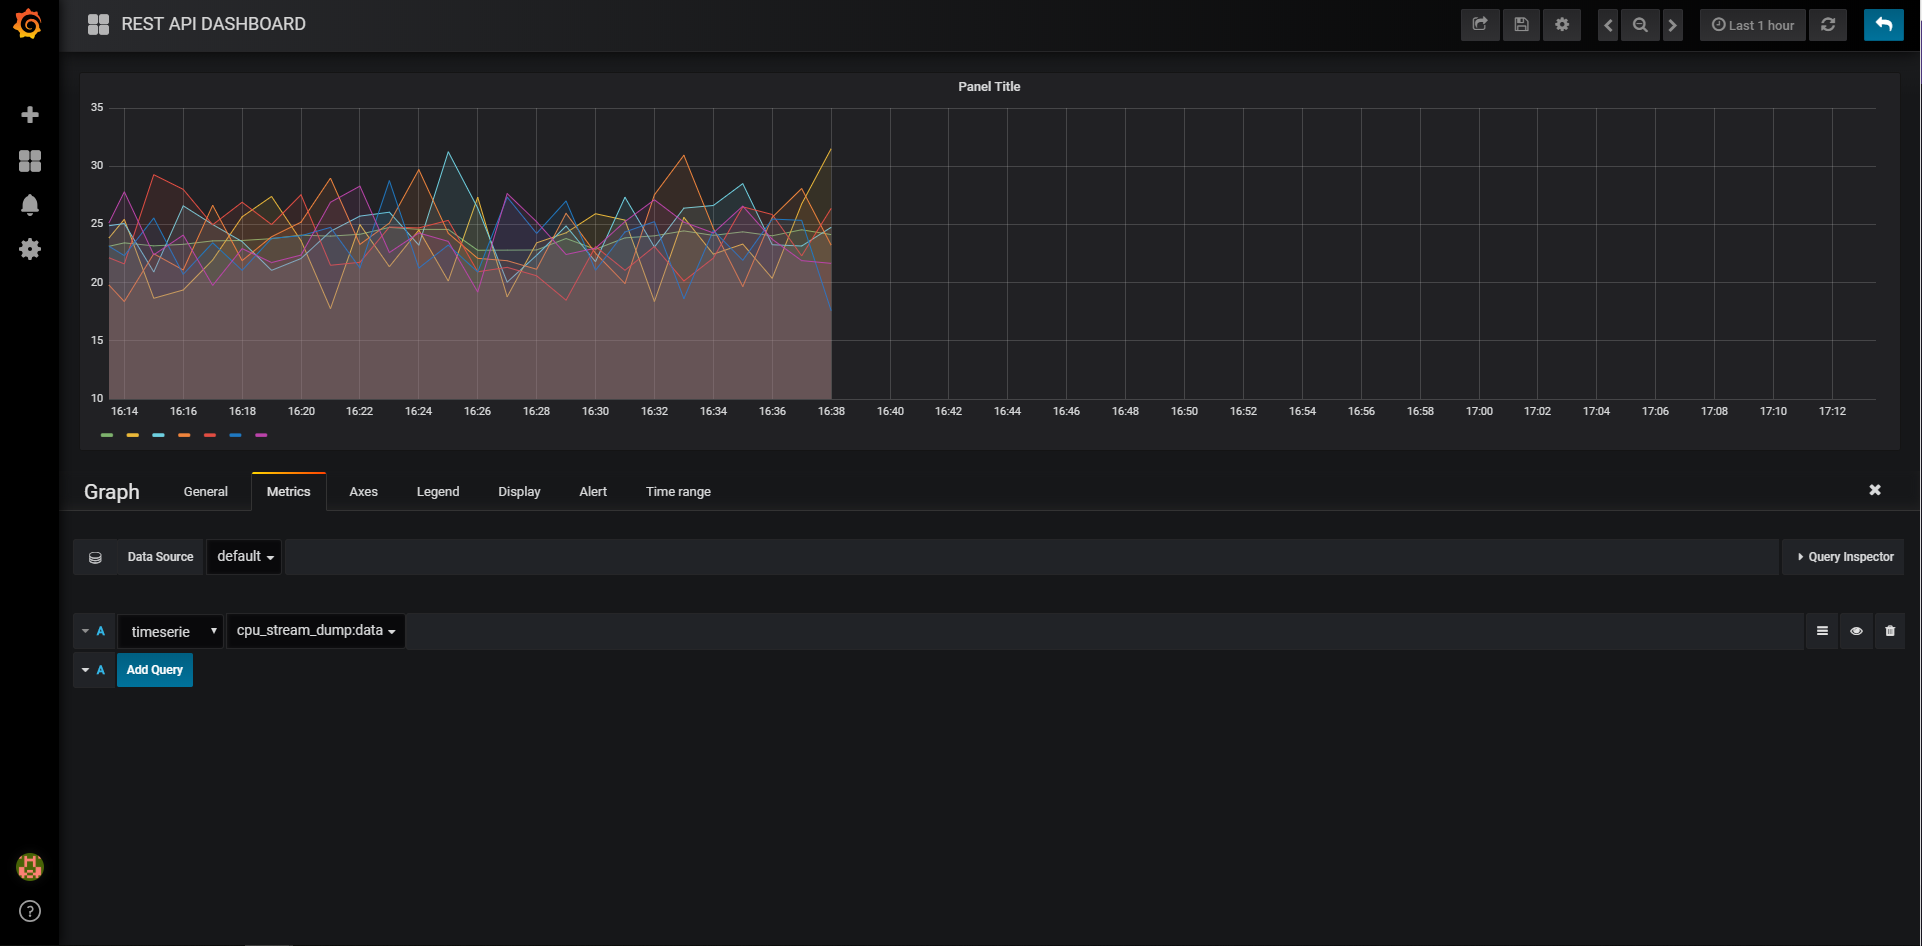 REST API DASHBOARD
Last 1 hour
Panel Title
35
30
25
20
15
10
16:14 16:16 16:18 16:20 16:22 16:24 16:26 16:28 16:30 16:32 16:34 16:36 16:38 16:40 16:42 16:44 16:46 16:48 16:50 16:52 16:54 16:56 16:58 17:00 17:02 17:04 17:06 17:08 17:10 17:12
Graph General Metrics Axes Legend Display Alert Time range
Data Source default Query Inspector
A timeserie cpu_stream_dump:data
A Add Query